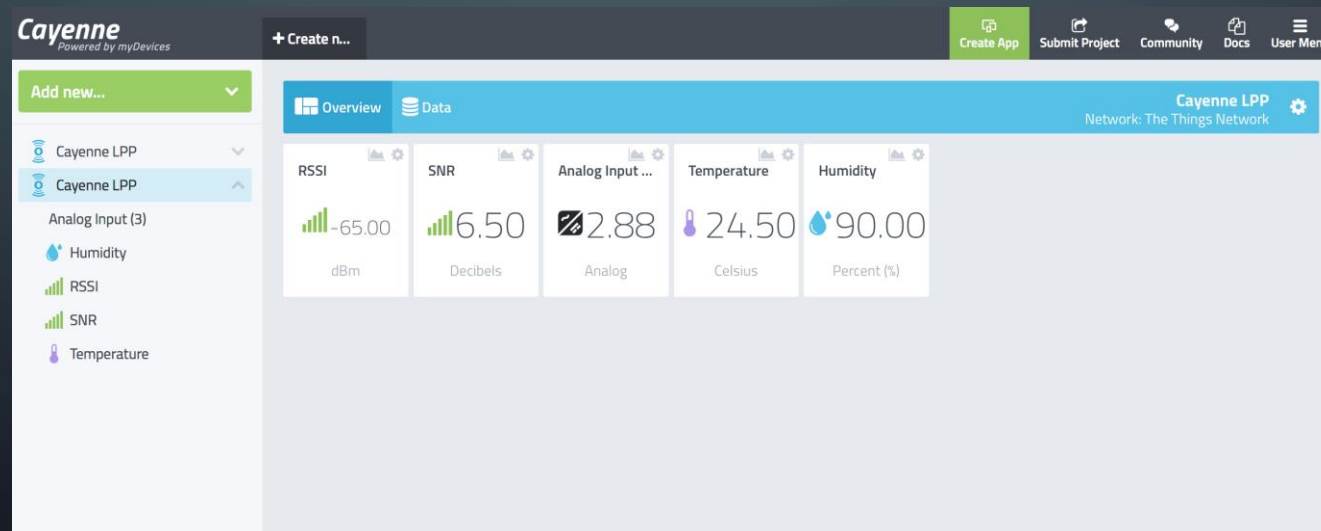 Cayenne
Powered by myDevices
+ Create n...
Create App
Submit Project
Community
Docs
User Men
Add new...
Overview
Data
Cayenne LPP
Network: The Things Network
Cayenne LPP
Cayenne LPP
Analog Input (3)
Humidity
RSSI
SNR
Temperature
RSSI
-65.00
dBm
SNR
6.50
Decibels
Analog Input ...
2.88
Analog
Temperature
24.50
Celsius
Humidity
90.00
Percent (%)